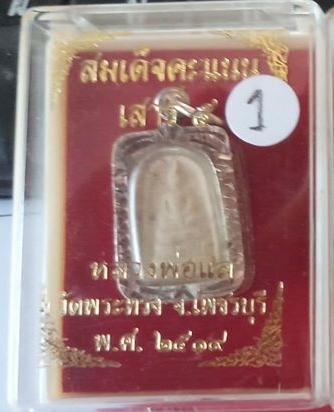 สมเด็จคะแนน
เสาร์ ๕
1
หลวงพ่อแล
วัดพระทรง จ.เพชรบุรี
พ.ศ. ๒๕๑๙